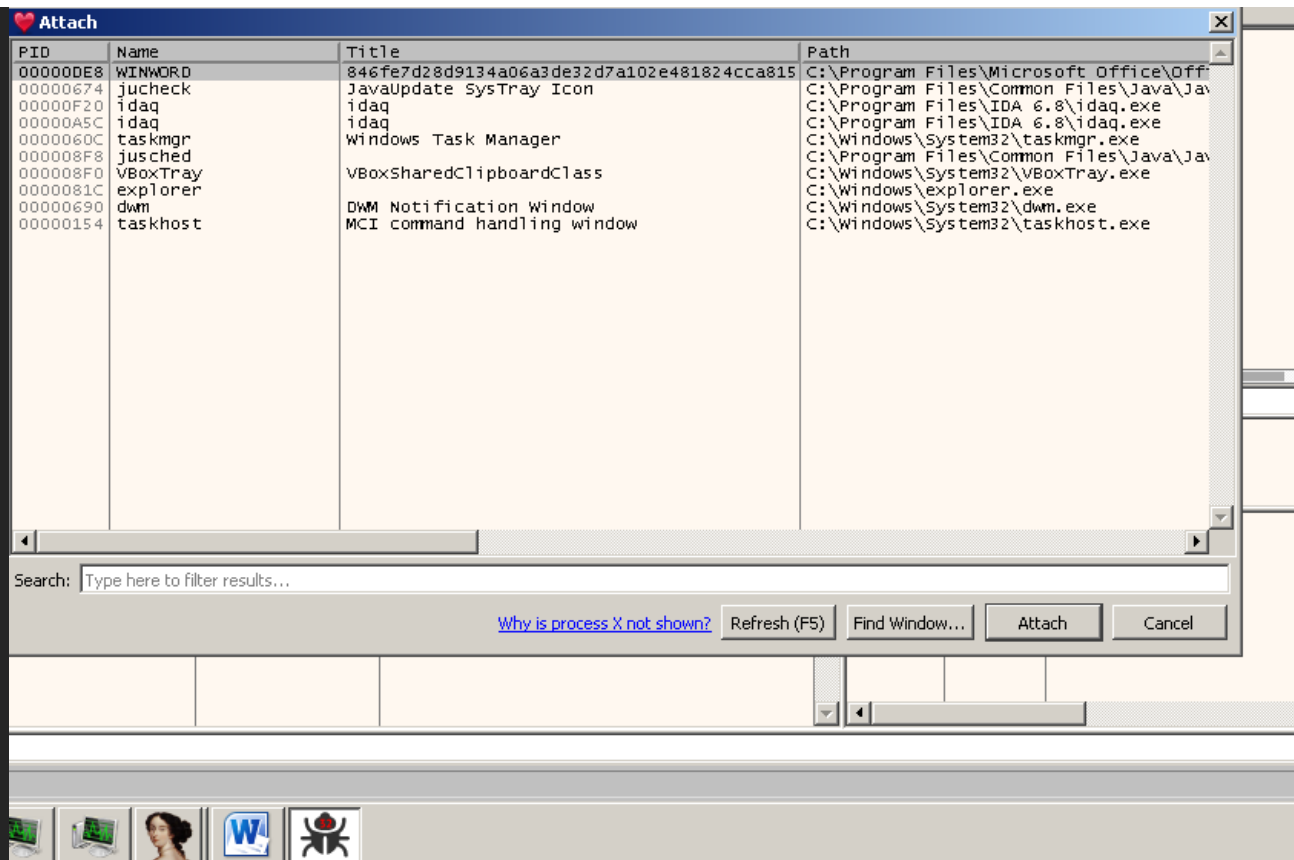 Attach
PID Name Title Path
00000DE8 WINWORD 846fe7d28d9134a06a3de32d7a102e481824cca815 C:\Program Files\Microsoft Office\Off
00000674 jucheck JavaUpdate SysTray Icon C:\Program Files\Common Files\Java\Jav
00000F20 idaq idaq C:\Program Files\IDA 6.8\idaq.exe
00000A5C idaq idaq C:\Program Files\IDA 6.8\idaq.exe
0000060C taskmgr Windows Task Manager C:\Windows\System32\taskmgr.exe
000008F8 jusched C:\Program Files\Common Files\Java\Jav
000008F0 VBoxTray VBoxSharedClipboardClass C:\Windows\System32\VBoxTray.exe
0000081C explorer C:\Windows\explorer.exe
00000690 dwm DWM Notification Window C:\Windows\System32\dwm.exe
00000154 taskhost MCI command handling window C:\Windows\System32\taskhost.exe
Search: Type here to filter results...
Why is process X not shown? Refresh (F5) Find Window... Attach Cancel
W